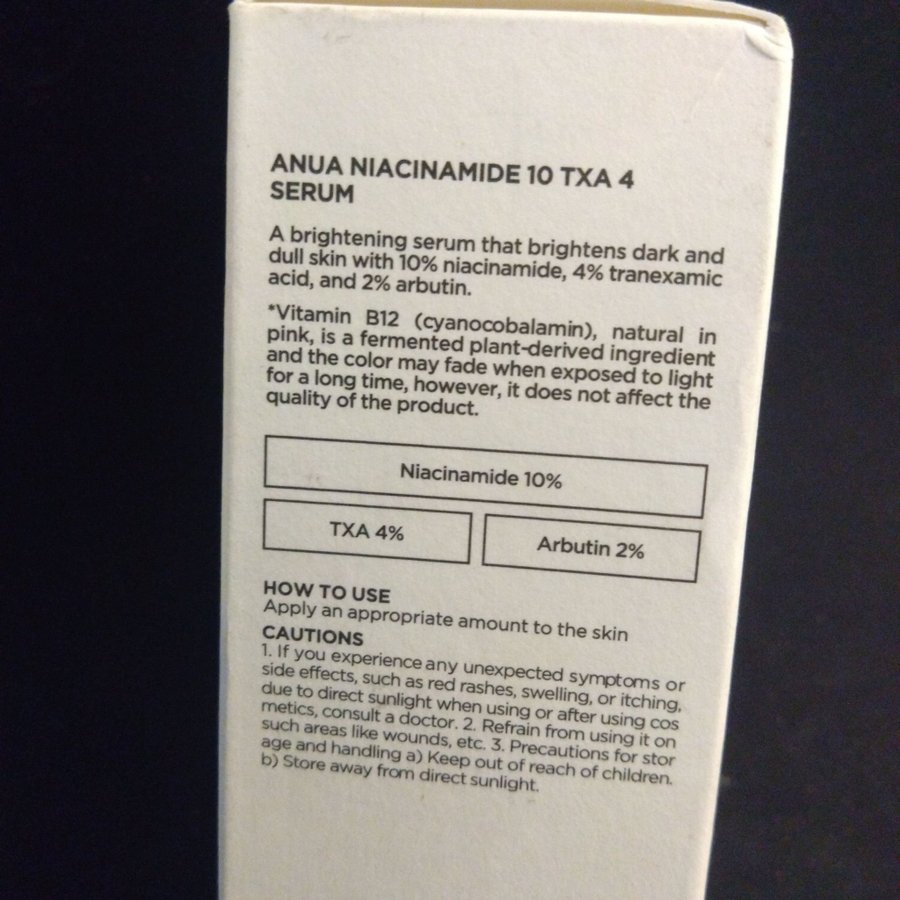 ANUA NIACINAMIDE 10 TXA 4
SERUM
A brightening serum that brightens dark and
dull skin with 10% niacinamide, 4% tranexamic
acid, and 2% arbutin.
*Vitamin B12 (cyanocobalamin), natural in
pink, is a fermented plant-derived ingredient
and the color may fade when exposed to light
for a long time, however, it does not affect the
quality of the product.
Niacinamide 10%
TXA 4%
Arbutin 2%
HOW TO USE
Apply an appropriate amount to the skin
CAUTIONS
1. If you experience any unexpected symptoms or
side effects, such as red rashes, swelling, or itching,
due to direct sunlight when using or after using cos
metics, consult a doctor. 2. Refrain from using it on
such areas like wounds, etc. 3. Precautions for stor
age and handling a) Keep out of reach of children.
b) Store away from direct sunlight.